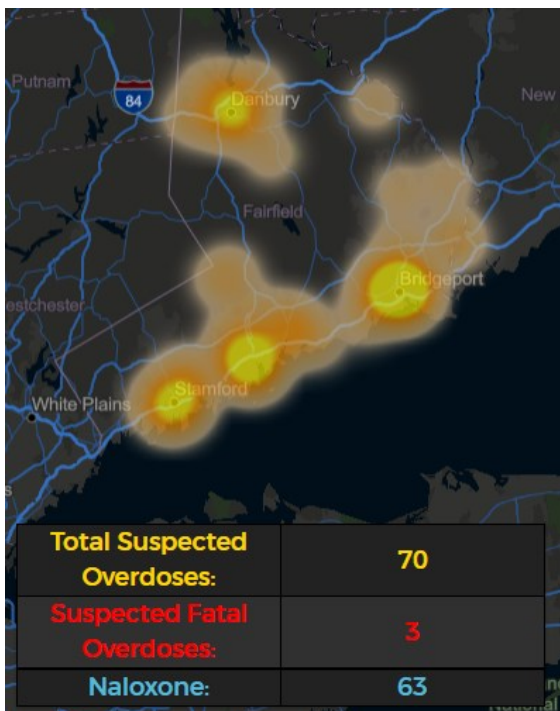 Putnam
84
Danbury
New
Fairfield
Bridgeport
estchester
Stamford
White Plains
s
Total Suspected
Overdoses:
70
Suspected Fatal
Overdoses:
3
Naloxone:
63
National